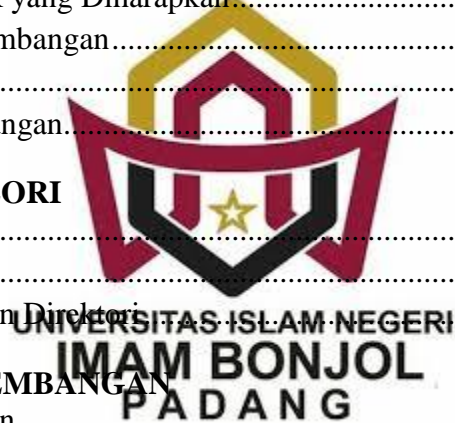 yang Diharapkan
mbangan
ngan
ORI
n Direktori
UNIVERSITAS ISLAM NEGERI
IMAM BONJOL
EMBANGAN
PADANG